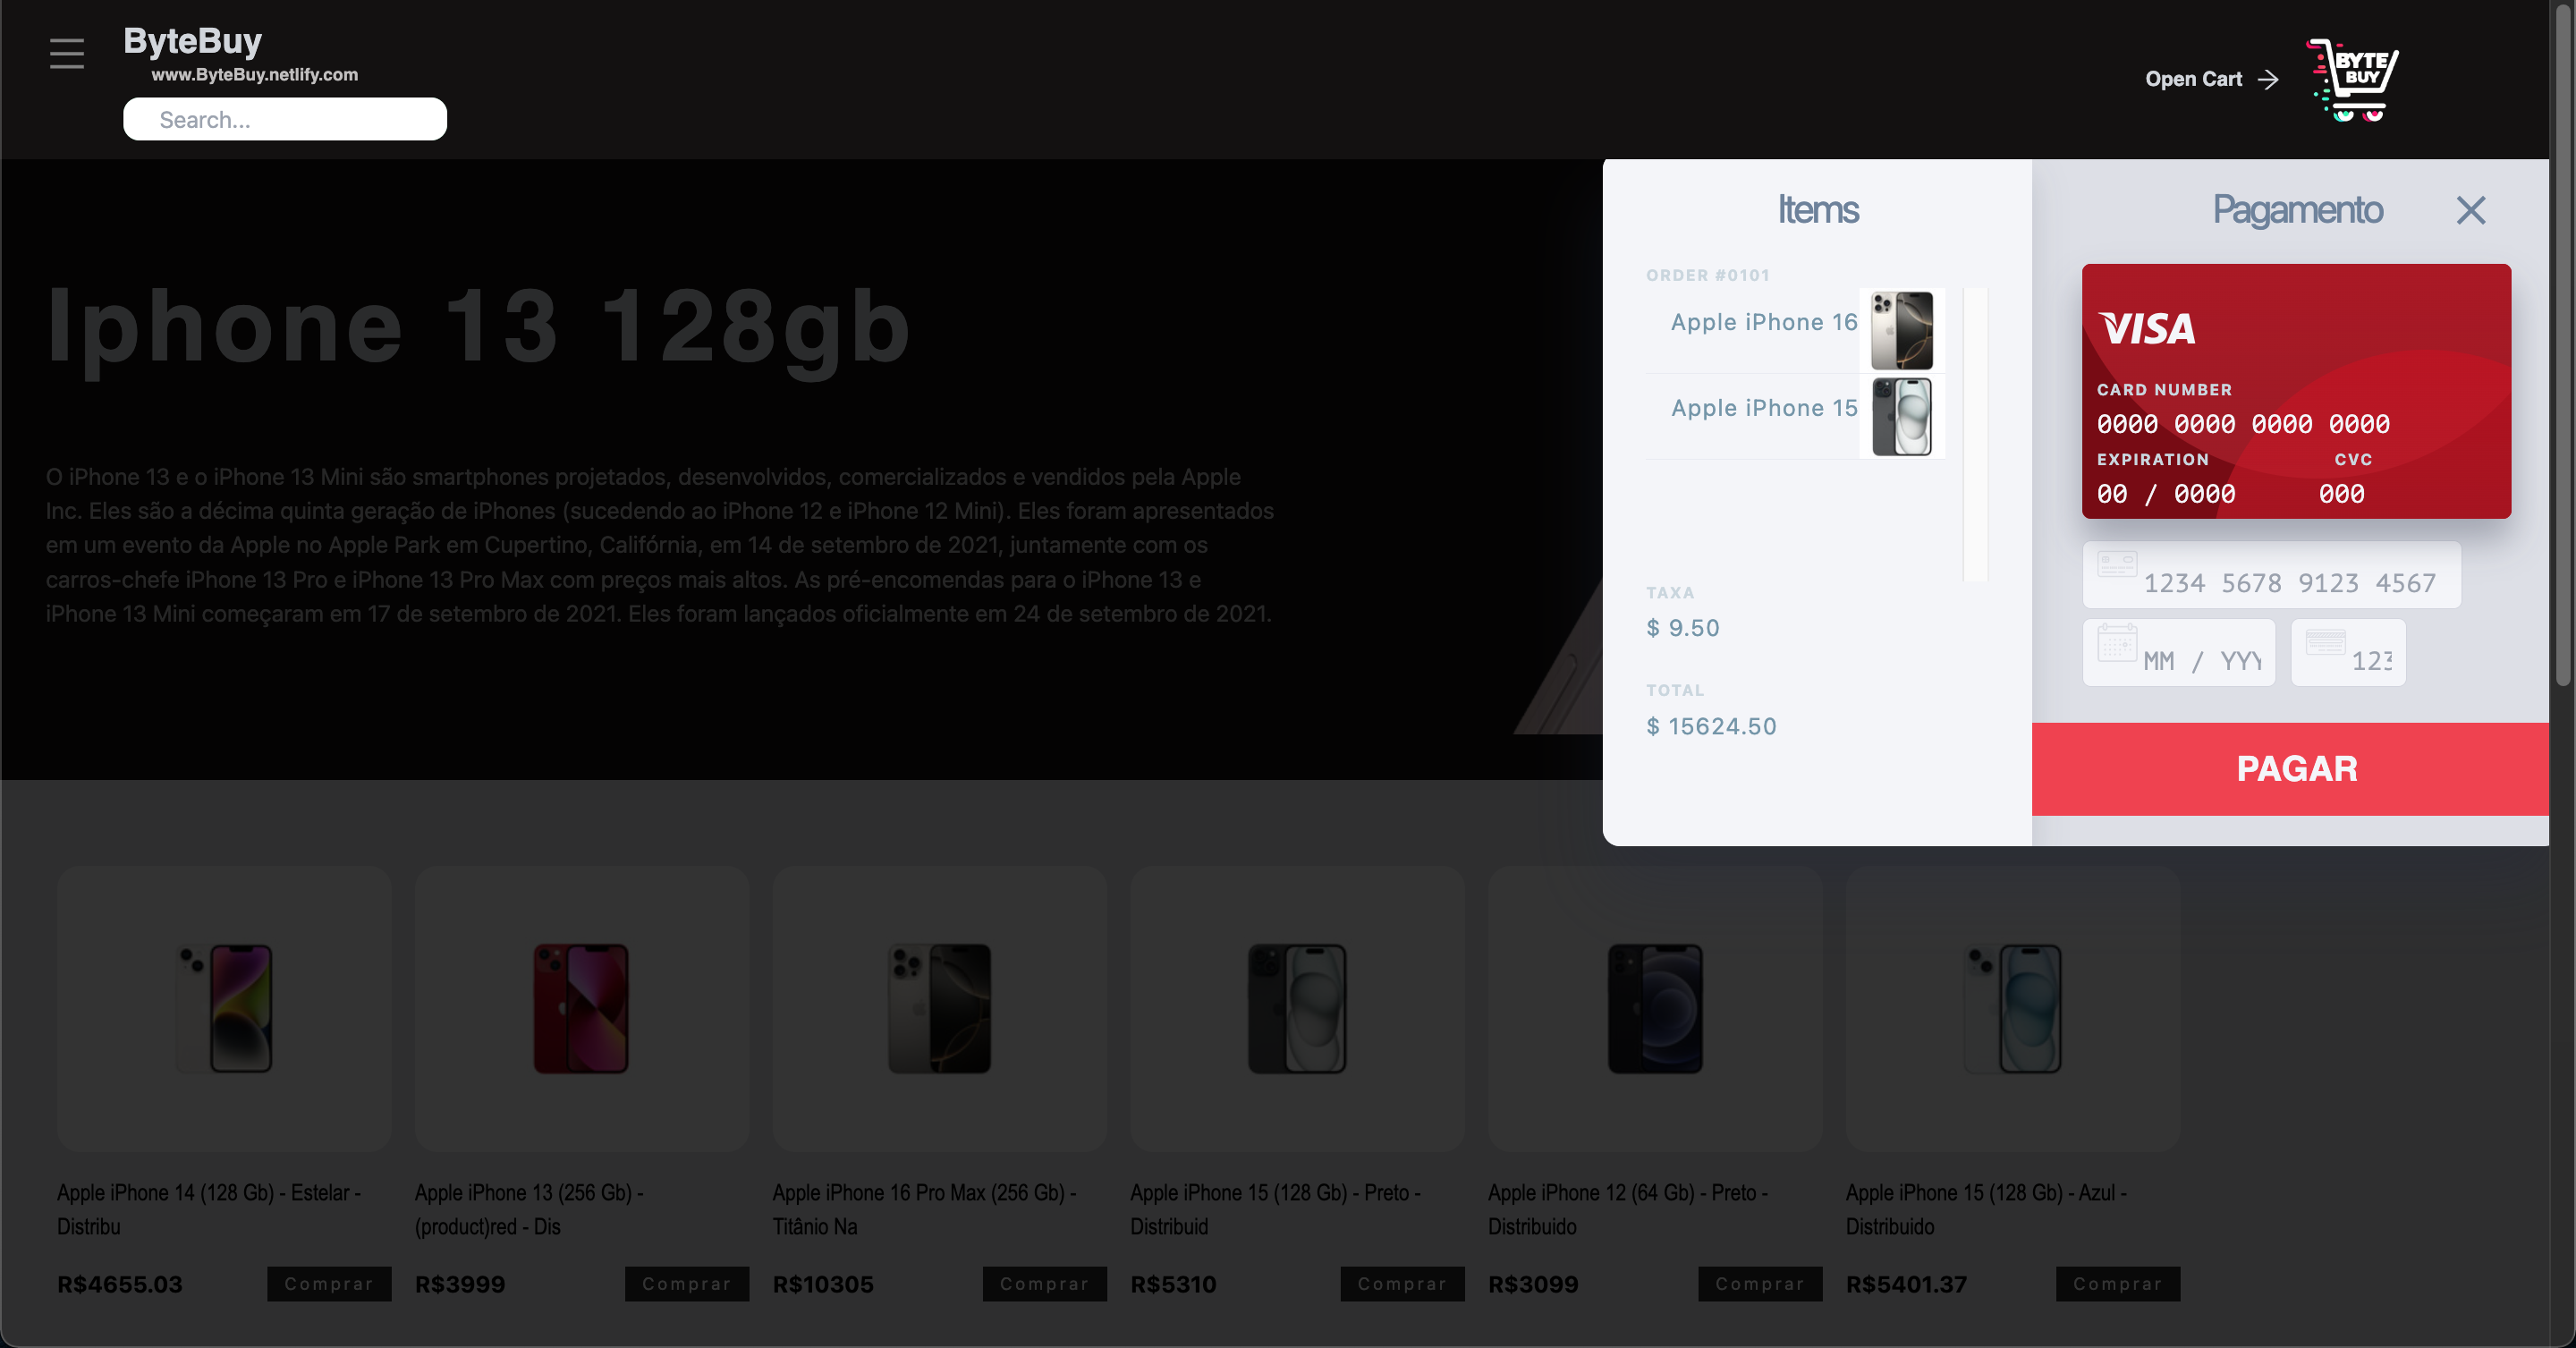 ByteBuy
www.ByteBuy.netlify.com
Search...
Open Cart
BYTE
BUY
Iphone 13 128gb
O iPhone 13 e o iPhone 13 Mini são smartphones projetados, desenvolvidos, comercializados e vendidos pela Apple
Inc. Eles são a décima quinta geração de iPhones (sucedendo ao iPhone 12 e iPhone 12 Mini). Eles foram apresentados
em um evento da Apple no Apple Park em Cupertino, Califórnia, em 14 de setembro de 2021, juntamente com os
carros-chefe iPhone 13 Pro e iPhone 13 Pro Max com preços mais altos. As pré-encomendas para o iPhone 13 e
iPhone 13 Mini começaram em 17 de setembro de 2021. Eles foram lançados oficialmente em 24 de setembro de 2021.
Items
ORDER #0101
Apple iPhone 16
Apple iPhone 15
TAXA
$ 9.50
TOTAL
$ 15624.50
Pagamento
VISA
CARD NUMBER
0000 0000 0000 0000
EXPIRATION CVC
00 / 0000 000
1234 5678 9123 4567
MM / YYY 123
PAGAR
Apple iPhone 14 (128 Gb) - Estelar -
Distribu
R$4655.03 Comprar
Apple iPhone 13 (256 Gb) -
(product)red - Dis
R$3999 Comprar
Apple iPhone 16 Pro Max (256 Gb) -
Titânio Na
R$10305 Comprar
Apple iPhone 15 (128 Gb) - Preto -
Distribuid
R$5310 Comprar
Apple iPhone 12 (64 Gb) - Preto -
Distribuido
R$3099 Comprar
Apple iPhone 15 (128 Gb) - Azul -
Distribuido
R$5401.37 Comprar